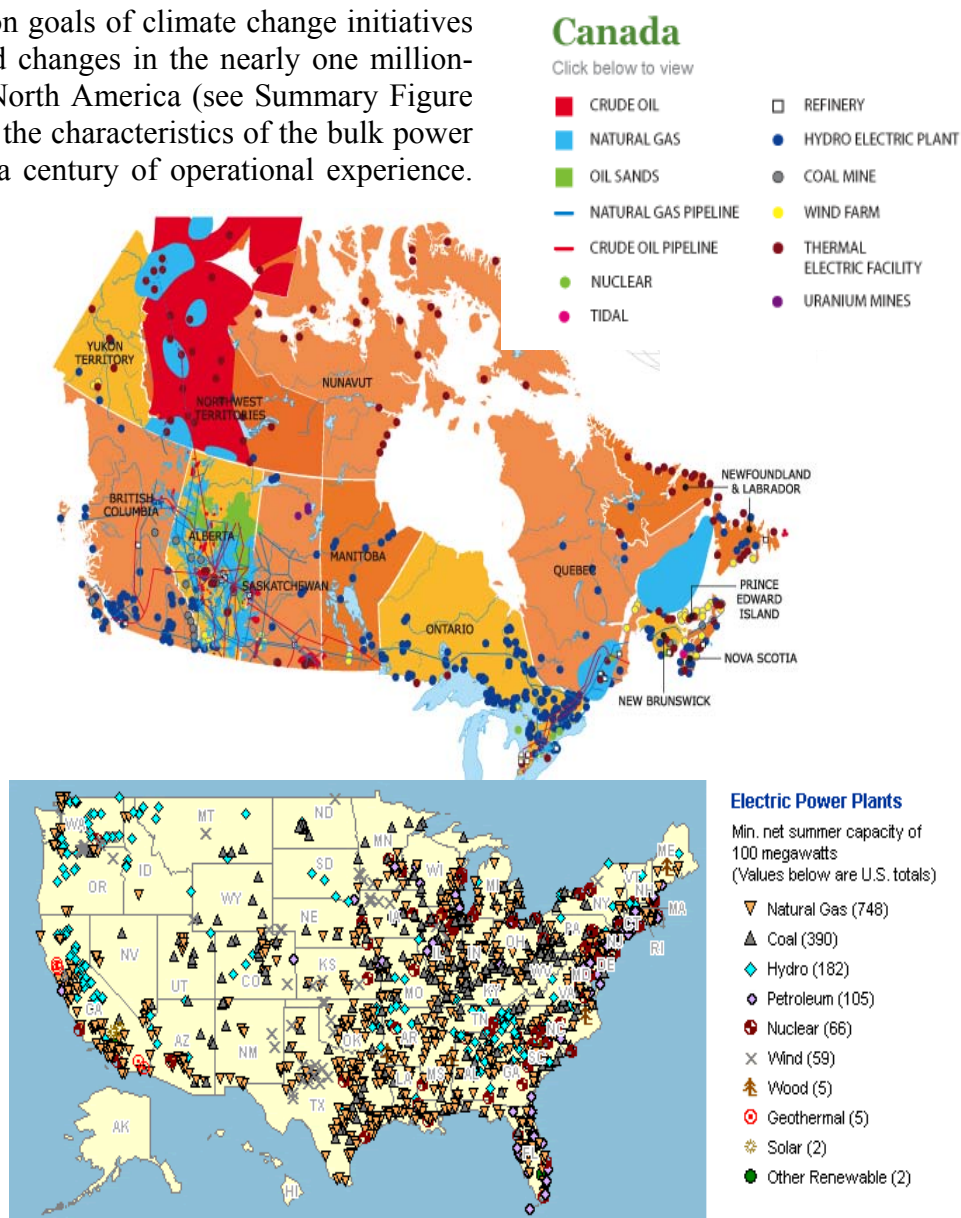 on goals of climate change initiatives
d changes in the nearly one million-
North America (see Summary Figure
the characteristics of the bulk power
a century of operational experience.
Canada
Click below to view
CRUDE OIL
NATURAL GAS
OIL SANDS
NATURAL GAS PIPELINE
CRUDE OIL PIPELINE
NUCLEAR
TIDAL
REFINERY
HYDRO ELECTRIC PLANT
COAL MINE
WIND FARM
THERMAL
ELECTRIC FACILITY
URANIUM MINES
YUKON
TERRITORY
NORTHWEST
TERRITORIES
NUNAVUT
BRITISH
COLUMBIA
ALBERTA
SASKATCHEWAN
MANITOBA
ONTARIO
QUEBEC
NEWFOUNDLAND
& LABRADOR
PRINCE
EDWARD
ISLAND
NOVA SCOTIA
NEW BRUNSWICK
WA
MT
ND
MN
OR
ID
SD
WI
MI
WY
NE
IA
NV
UT
CO
KS
MO
IL
IN
OH
PA
NY
VT
NH
ME
MA
CT
RI
NJ
DE
MD
WV
VA
KY
CA
AZ
NM
OK
AR
TN
NC
SC
TX
LA
MS
AL
GA
FL
AK
HI
Electric Power Plants
Min. net summer capacity of
100 megawatts
(Values below are U.S. totals)
Natural Gas (748)
Coal (390)
Hydro (182)
Petroleum (105)
Nuclear (66)
Wind (59)
Wood (5)
Geothermal (5)
Solar (2)
Other Renewable (2)